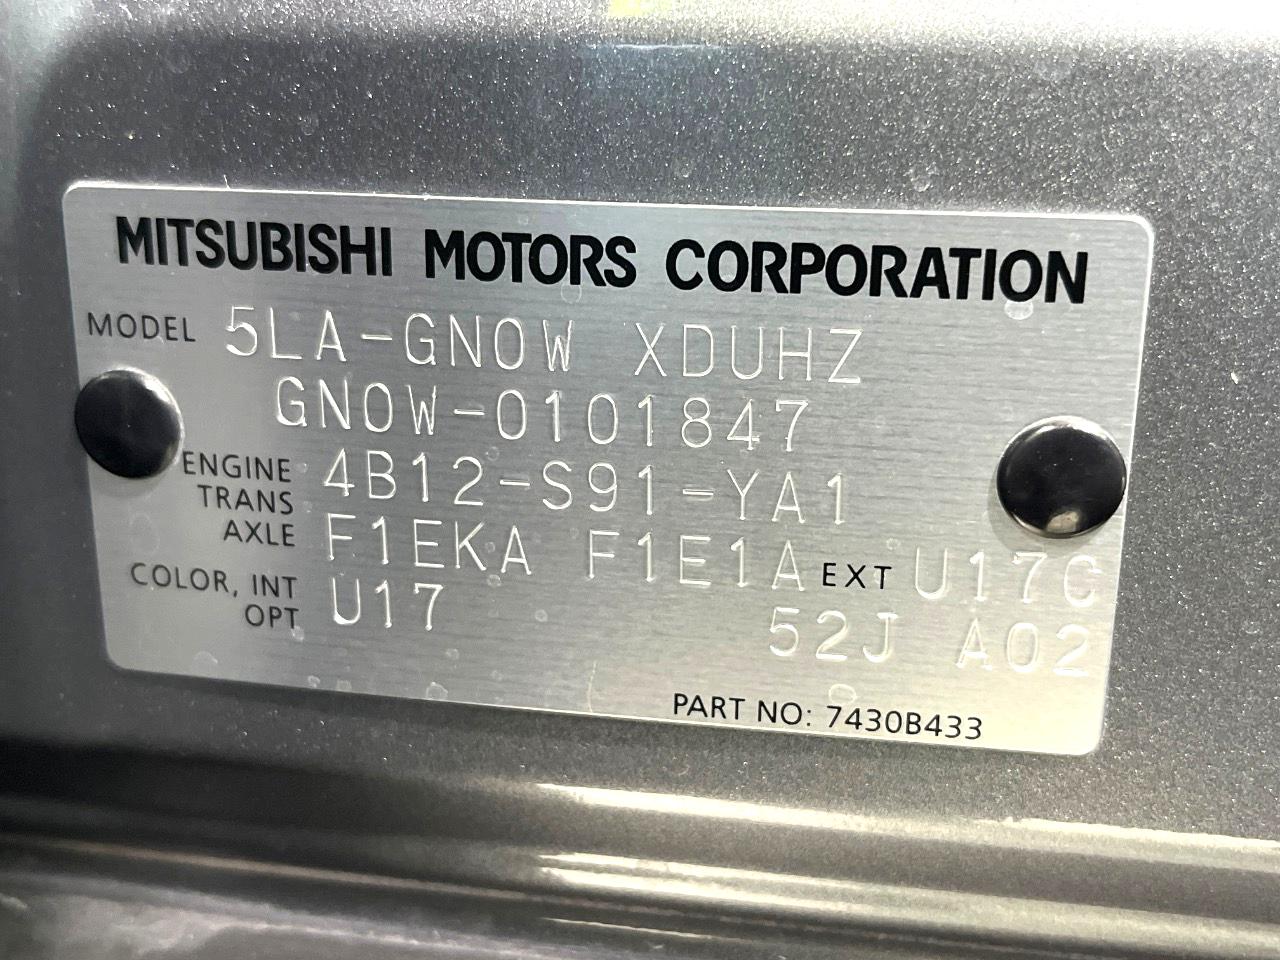 MITSUBISHI MOTORS CORPORATION
MODEL 5LA-GN0W XDUHZ
GN0W-0101847
ENGINE 4B12-S91-YA1
TRANS
AXLE F1EKA F1E1A EXT U17C
COLOR, INT U17
OPT 52J A02
PART NO: 7430B433